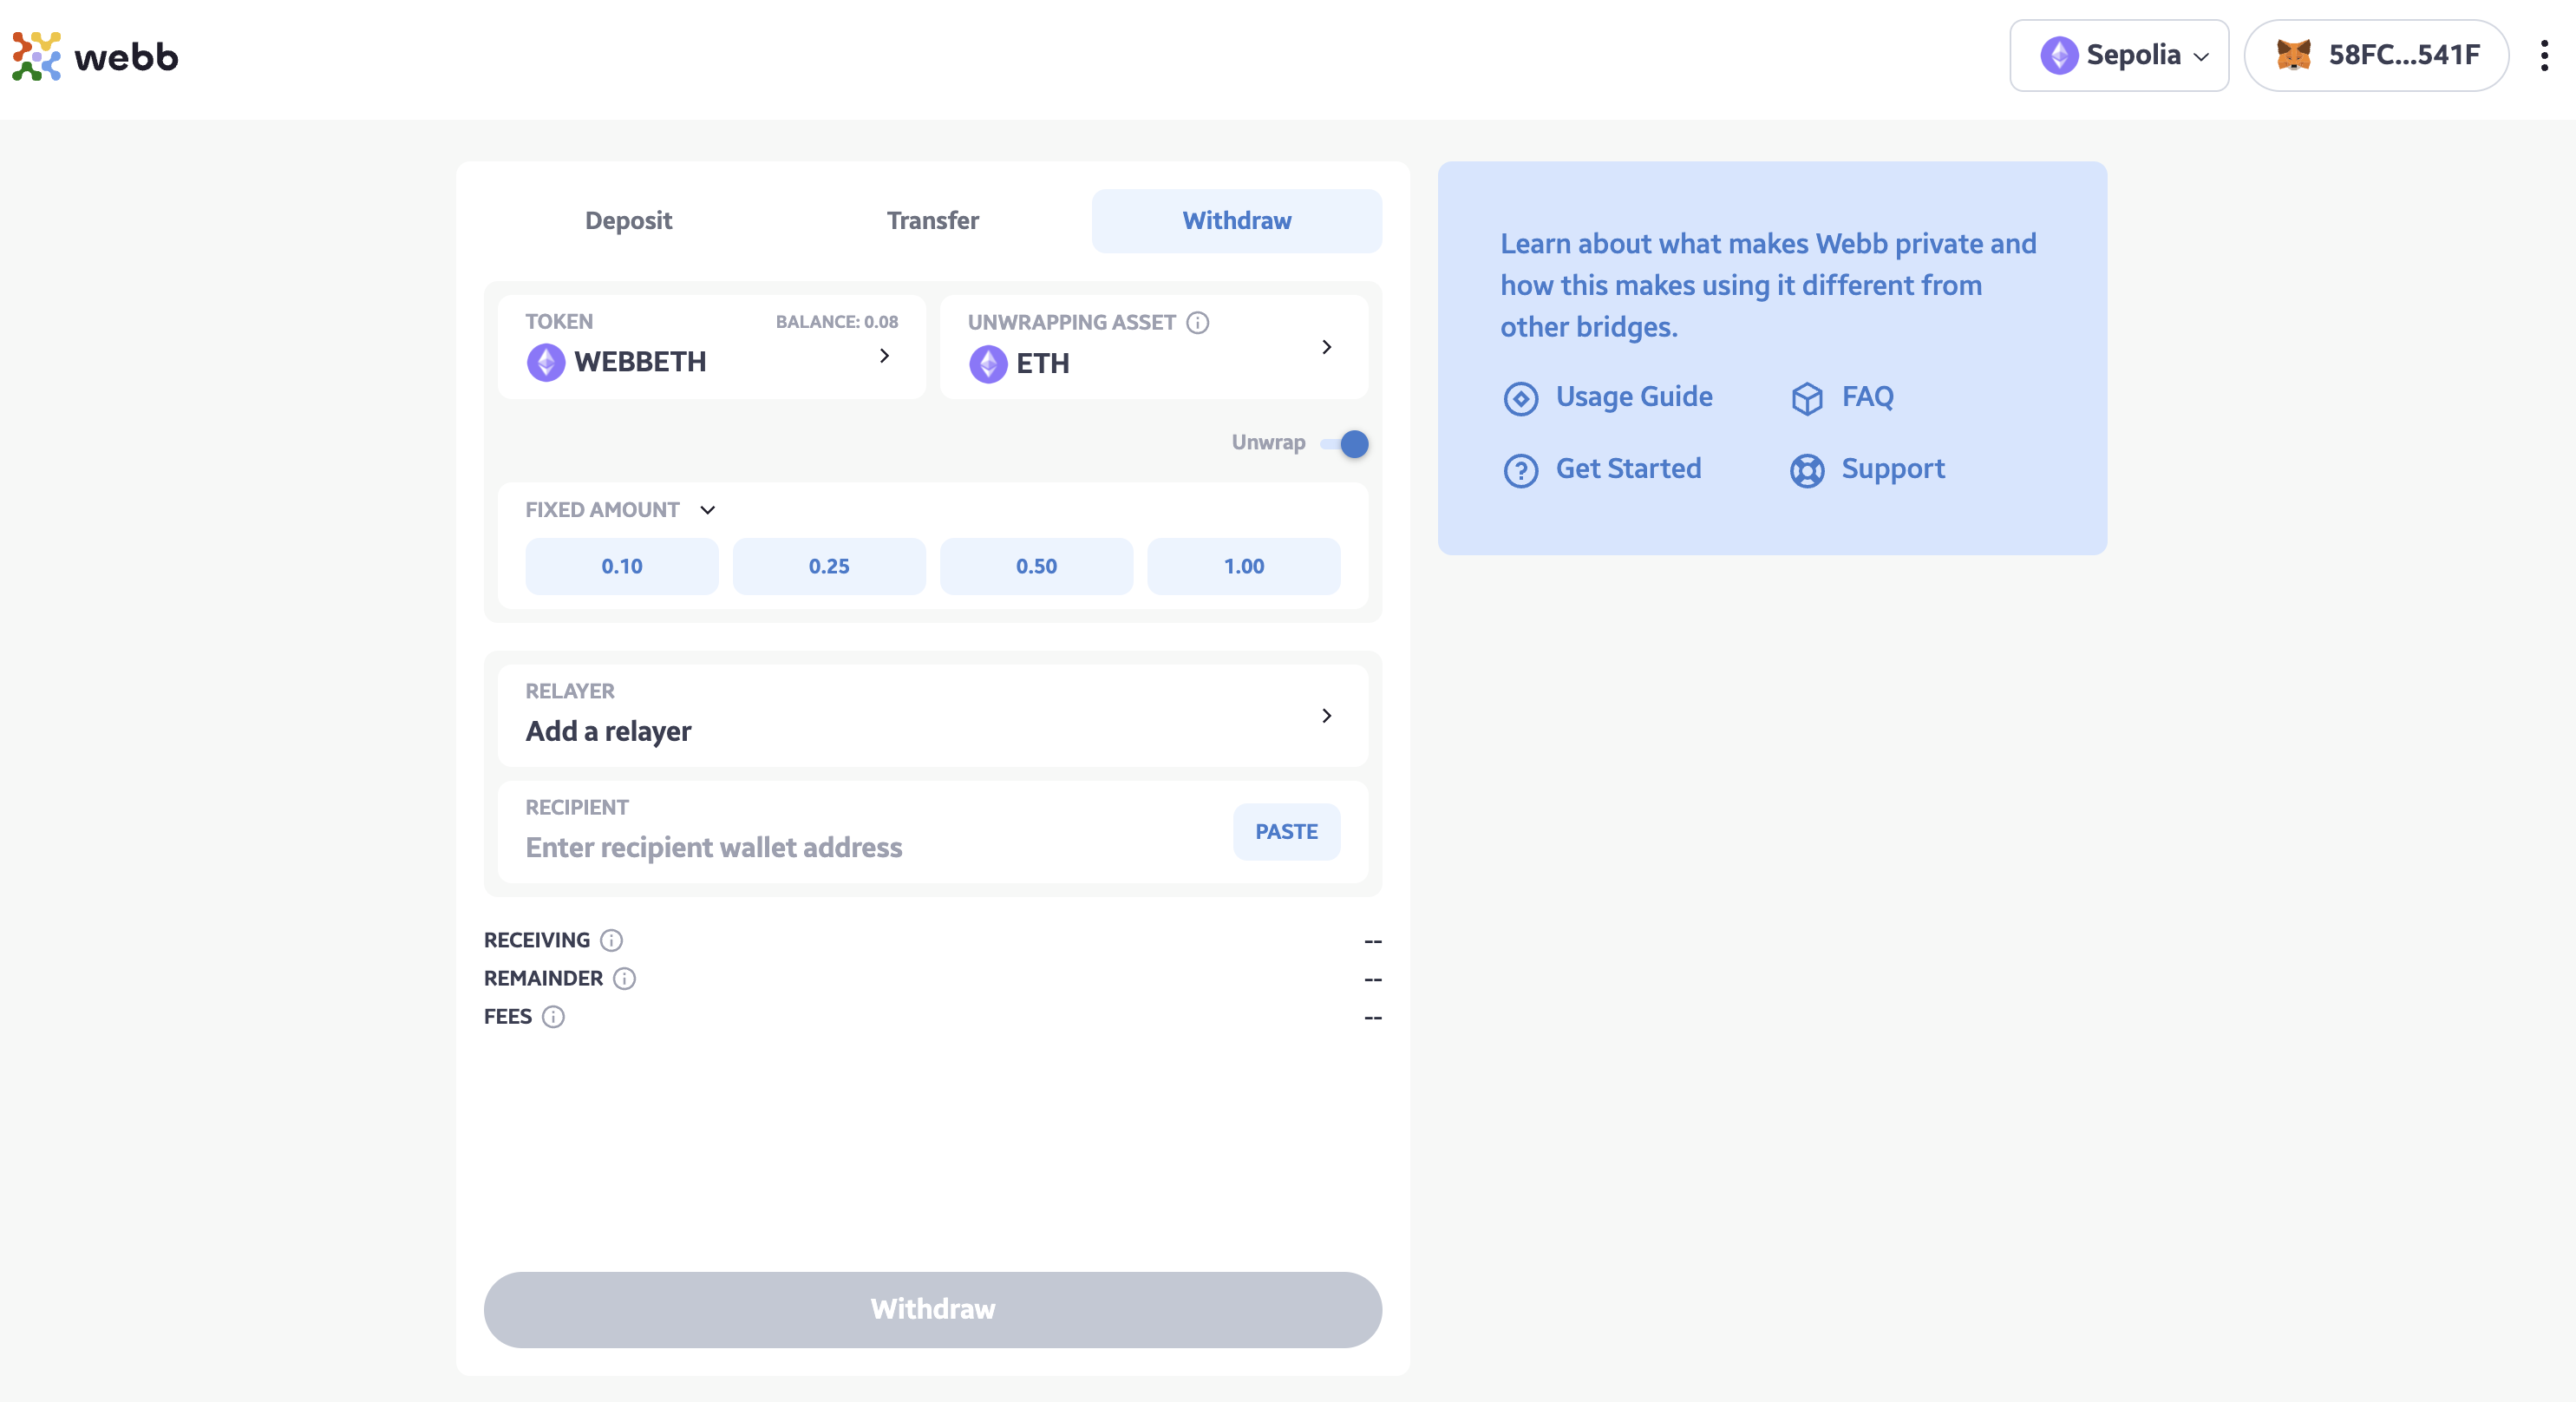 webb
Sepolia
58FC...541F
Deposit
Transfer
Withdraw
TOKEN
BALANCE: 0.08
WEBBETH
UNWRAPPING ASSET
ETH
Unwrap
FIXED AMOUNT
0.10
0.25
0.50
1.00
RELAYER
Add a relayer
RECIPIENT
Enter recipient wallet address
PASTE
RECEIVING
--
REMAINDER
--
FEES
--
Withdraw
Learn about what makes Webb private and
how this makes using it different from
other bridges.
Usage Guide
FAQ
Get Started
Support